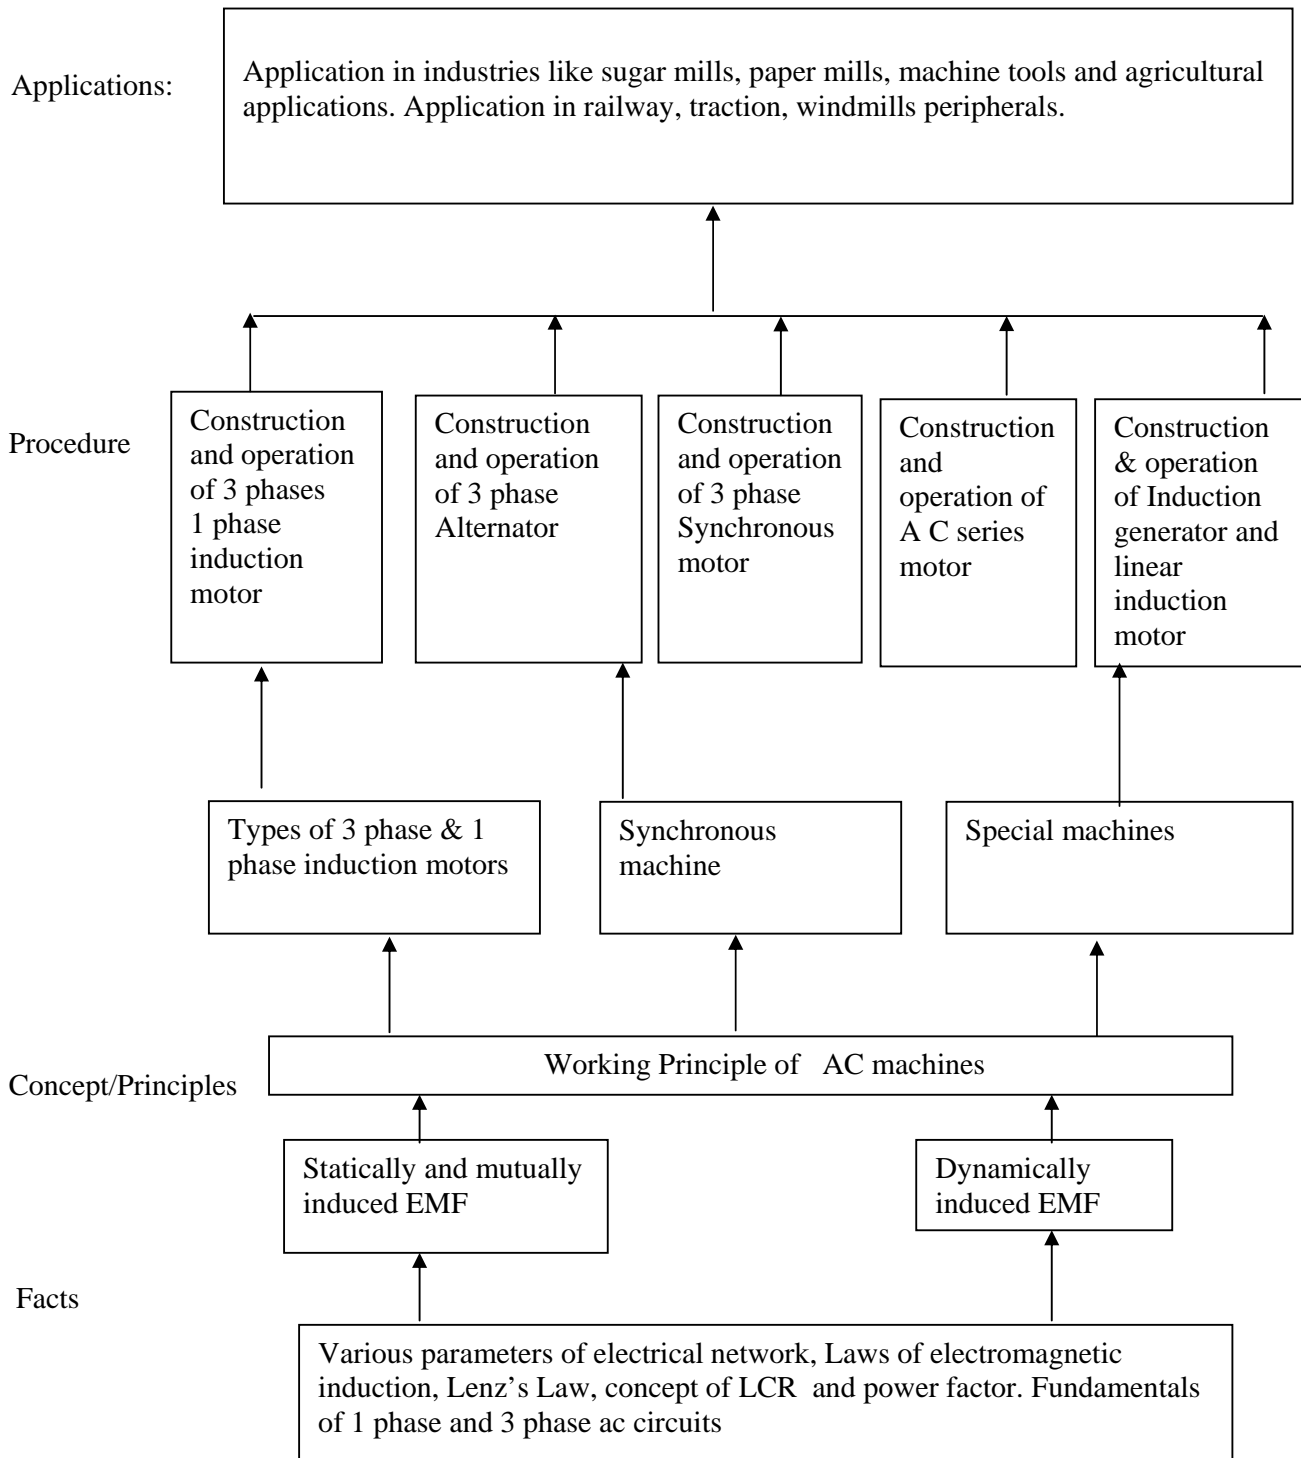 Applications:
Application in industries like sugar mills, paper mills, machine tools and agricultural
applications. Application in railway, traction, windmills peripherals.
Procedure
Construction
and operation
of 3 phases
1 phase
induction
motor
Construction
and operation
of 3 phase
Alternator
Construction
and operation
of 3 phase
Synchronous
motor
Construction
and
operation of
A C series
motor
Construction
& operation
of Induction
generator and
linear
induction
motor
Types of 3 phase & 1
phase induction motors
Synchronous
machine
Special machines
Concept/Principles
Working Principle of   AC machines
Statically and mutually
induced EMF
Dynamically
induced EMF
Facts
Various parameters of electrical network, Laws of electromagnetic
induction, Lenz’s Law, concept of LCR  and power factor. Fundamentals
of 1 phase and 3 phase ac circuits